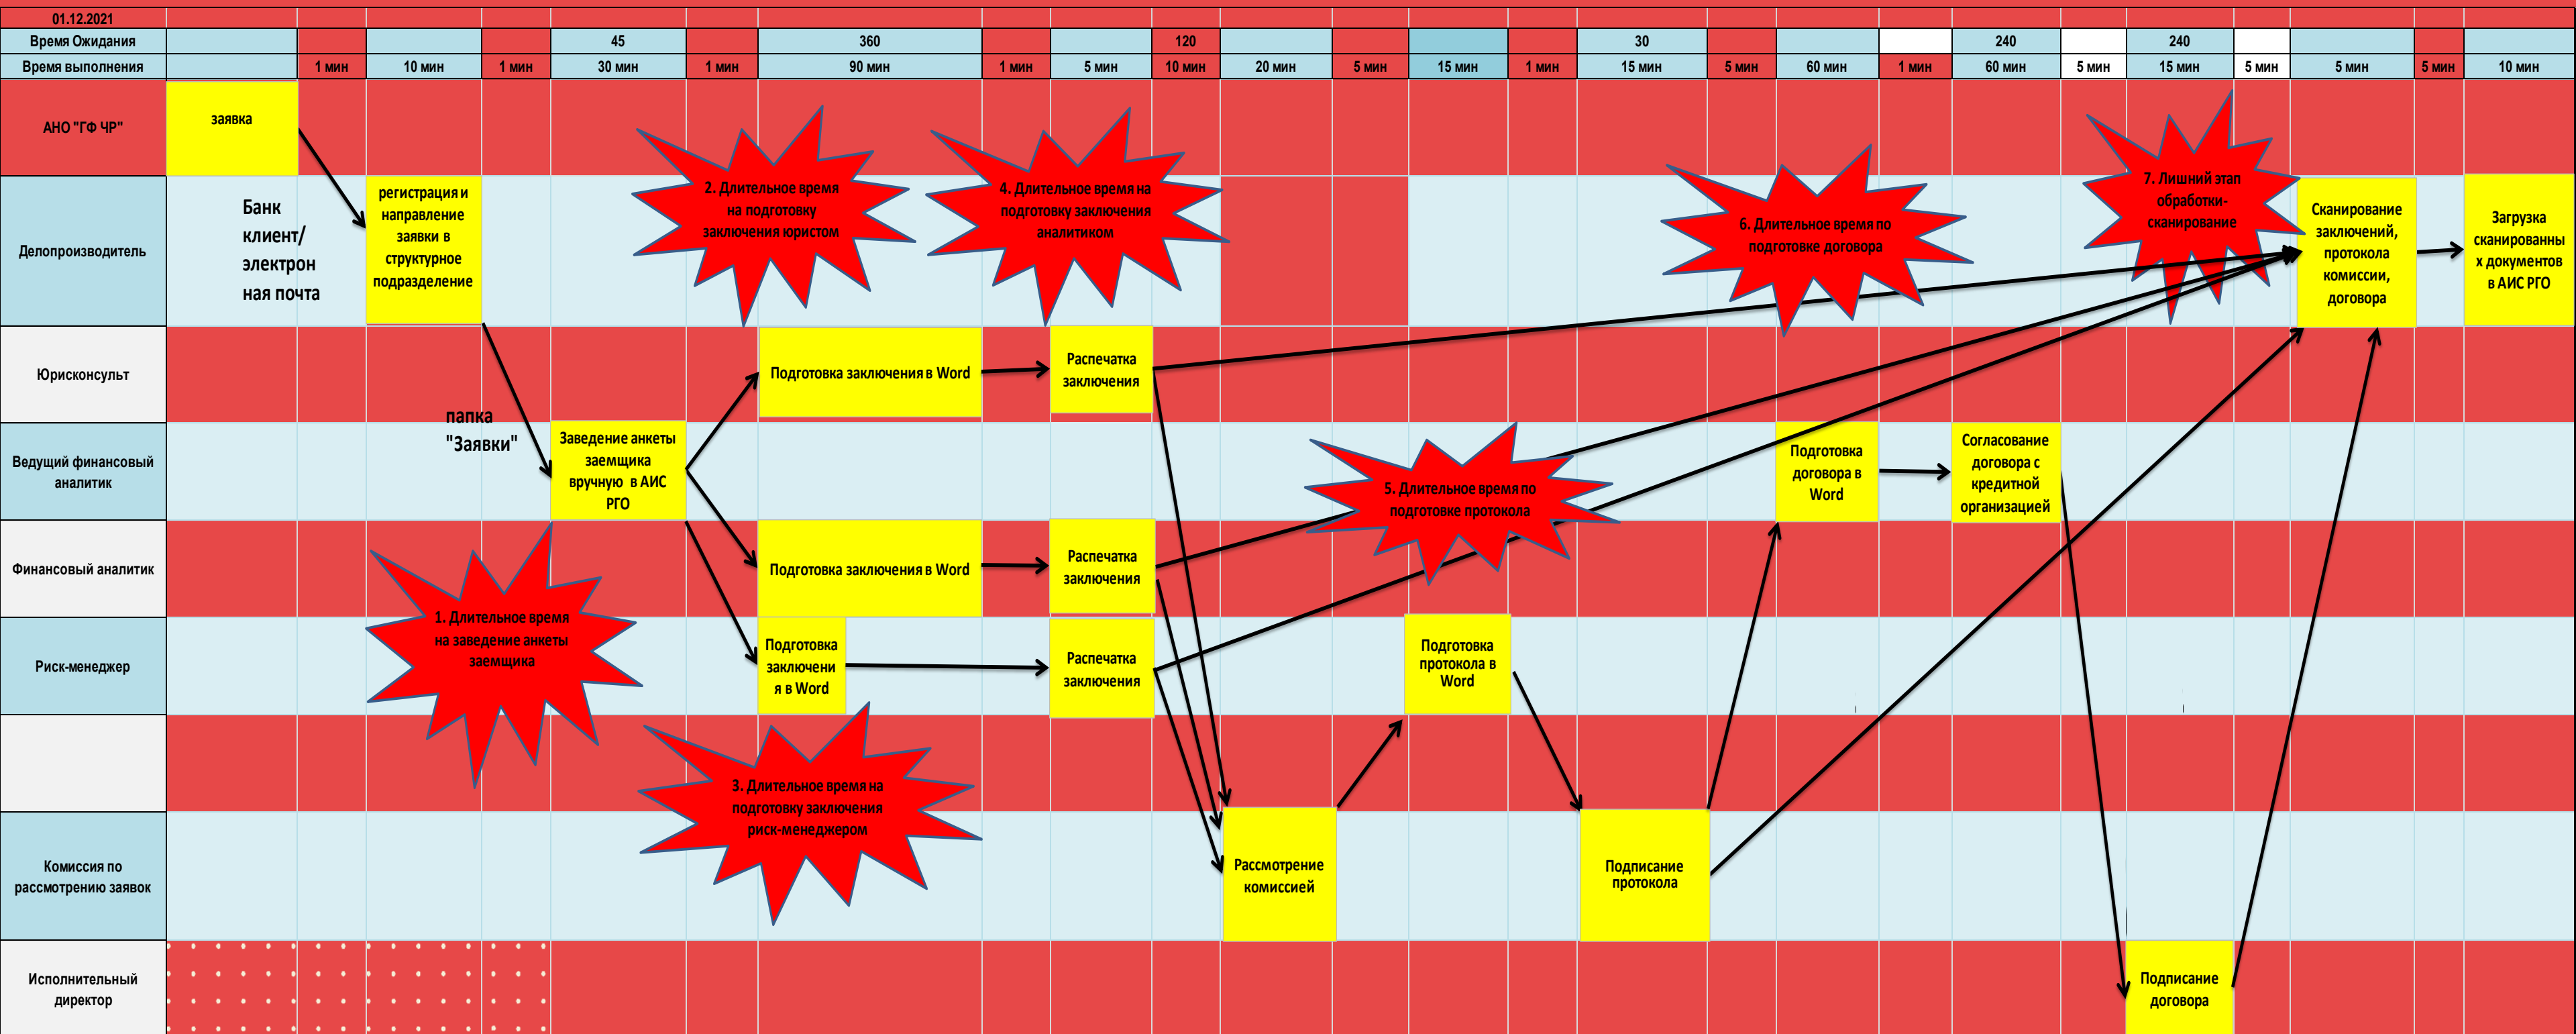 01.12.2021
Время Ожидания 45 360 120 30 240 240
Время выполнения 1 мин 10 мин 1 мин 30 мин 1 мин 90 мин 1 мин 5 мин 10 мин 20 мин 5 мин 15 мин 1 мин 15 мин 5 мин 60 мин 1 мин 60 мин 5 мин 15 мин 5 мин 5 мин 5 мин 10 мин
АНО "ГФ ЧР"
заявка
Делопроизводитель
Банк
клиент/
электрон
ная почта
регистрация и
направление
заявки в
структурное
подразделение
2. Длительное время
на подготовку
заключения юристом
4. Длительное время на
подготовку заключения
аналитиком
6. Длительное время по
подготовке договора
7. Лишний этап
обработки-
сканирование
Сканирование
заключений,
протокола
комиссии,
договора
Загрузка
сканированны
х документов
в АИС РГО
Юрисконсульт
Подготовка заключения в Word
Распечатка
заключения
папка
"Заявки"
Ведущий финансовый
аналитик
Заведение анкеты
заемщика
вручную в АИС
РГО
5. Длительное время по
подготовке протокола
Подготовка
договора в
Word
Согласование
договора с
кредитной
организацией
Финансовый аналитик
Подготовка заключения в Word
Распечатка
заключения
1. Длительное время
на заведение анкеты
заемщика
Риск-менеджер
Подготовка
заключени
я в Word
Распечатка
заключения
Подготовка
протокола в
Word
3. Длительное время на
подготовку заключения
риск-менеджером
Комиссия по
рассмотрению заявок
Рассмотрение
комиссией
Подписание
протокола
Исполнительный
директор
Подписание
договора